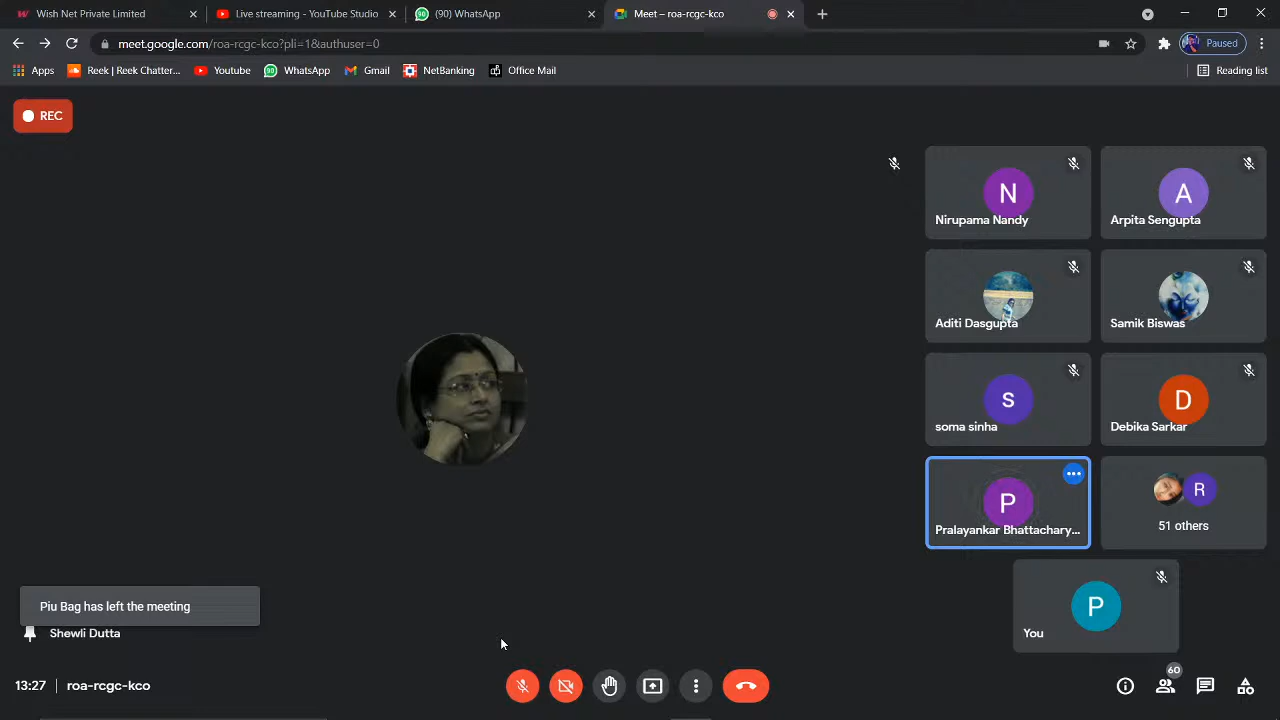 Wish Net Private Limited
Live streaming - YouTube Studio
(90) WhatsApp
Meet – roa-rcgc-kco
meet.google.com/roa-rcgc-kco?pli=1&authuser=0
Paused
Apps
Reek | Reek Chatter...
Youtube
WhatsApp
Gmail
NetBanking
Office Mail
Reading list
REC
N
Nirupama Nandy
A
Arpita Sengupta
Aditi Dasgupta
Samik Biswas
s
soma sinha
D
Debika Sarkar
P
Pralayankar Bhattachary...
R
51 others
P
You
Piu Bag has left the meeting
Shewli Dutta
13:27 | roa-rcgc-kco
60